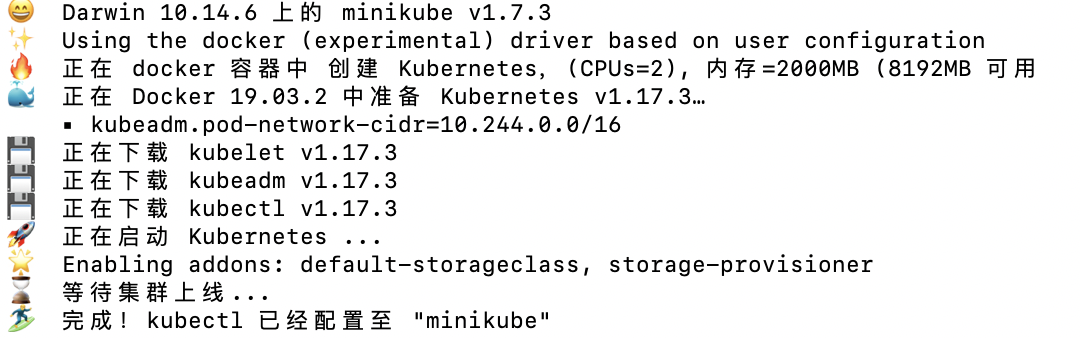 Darwin 10.14.6 上的 minikube v1.7.3
Using the docker (experimental) driver based on user configuration
正在 docker 容器中 创建 Kubernetes, (CPUs=2), 内存=2000MB (8192MB 可用
正在 Docker 19.03.2 中准备 Kubernetes v1.17.3…
▪ kubeadm.pod-network-cidr=10.244.0.0/16
正在下载 kubelet v1.17.3
正在下载 kubeadm v1.17.3
正在下载 kubectl v1.17.3
正在启动 Kubernetes ...
Enabling addons: default-storageclass, storage-provisioner
等待集群上线...
完成！kubectl 已经配置至 "minikube"